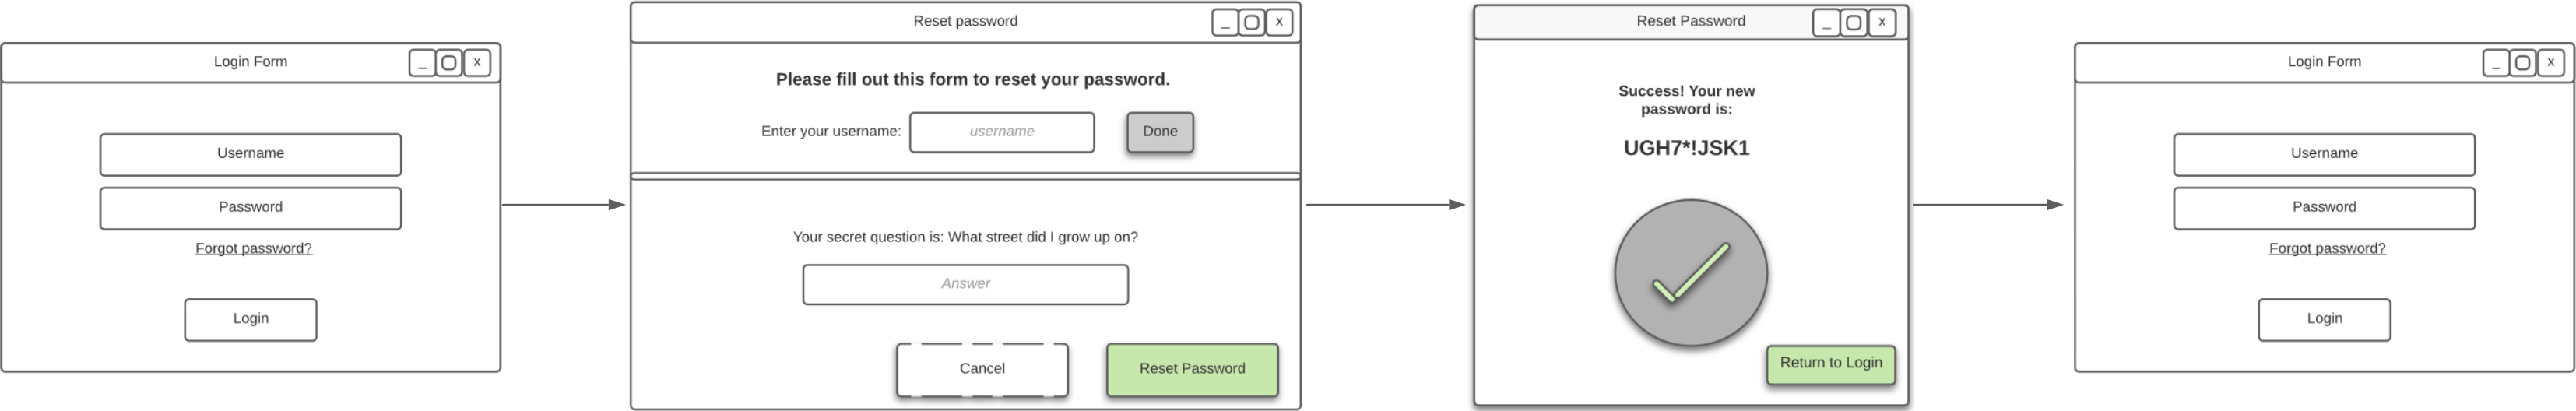 Login Form
_
x
Username
Password
Forgot password?
Login
Reset password
_
x
Please fill out this form to reset your password.
Enter your username:
username
Done
Your secret question is: What street did I grow up on?
Answer
Cancel
Reset Password
Reset Password
_
x
Success! Your new
password is:
UGH7*!JSK1
Return to Login
Login Form
_
x
Username
Password
Forgot password?
Login